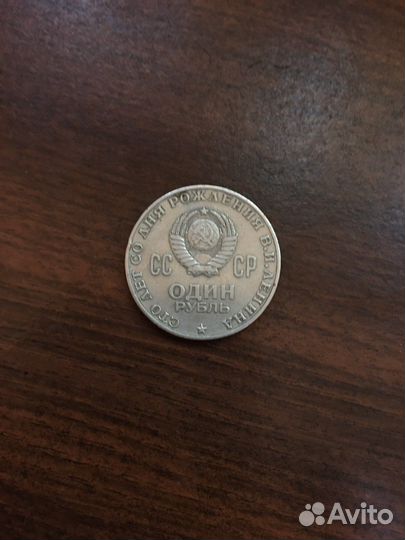 СТО ЛЕТ СО ДНЯ РОЖДЕНИЯ В.И.ЛЕНИНА
СС СР
ОДИН
РУБЛЬ
Avito